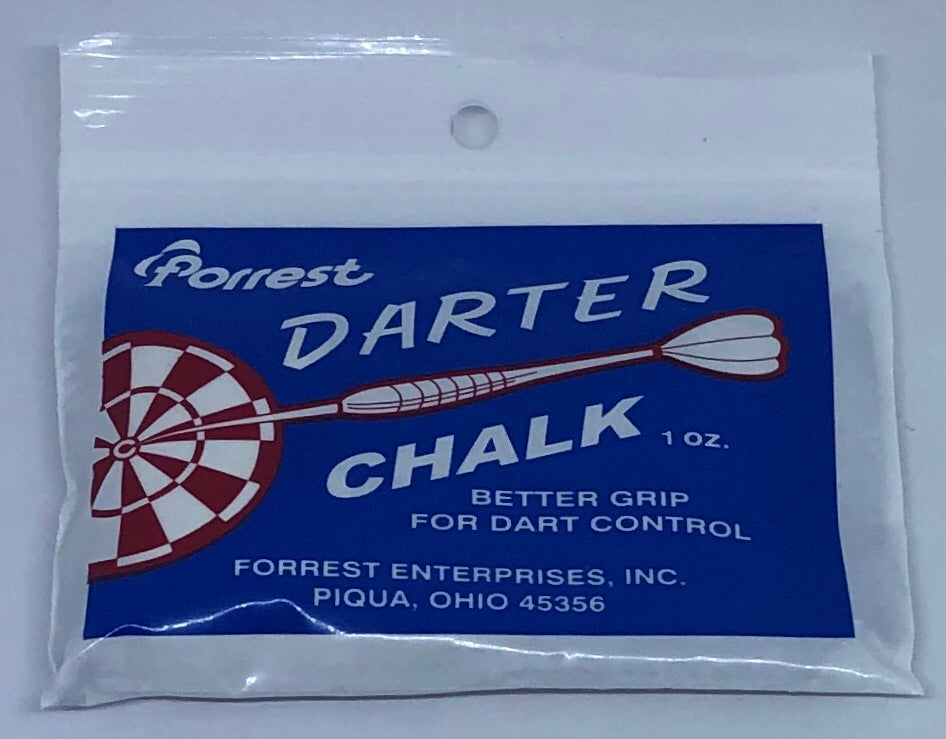 Forrest
DARTER
CHALK 1 OZ.
BETTER GRIP
FOR DART CONTROL
FORREST ENTERPRISES, INC.
PIQUA, OHIO 45356